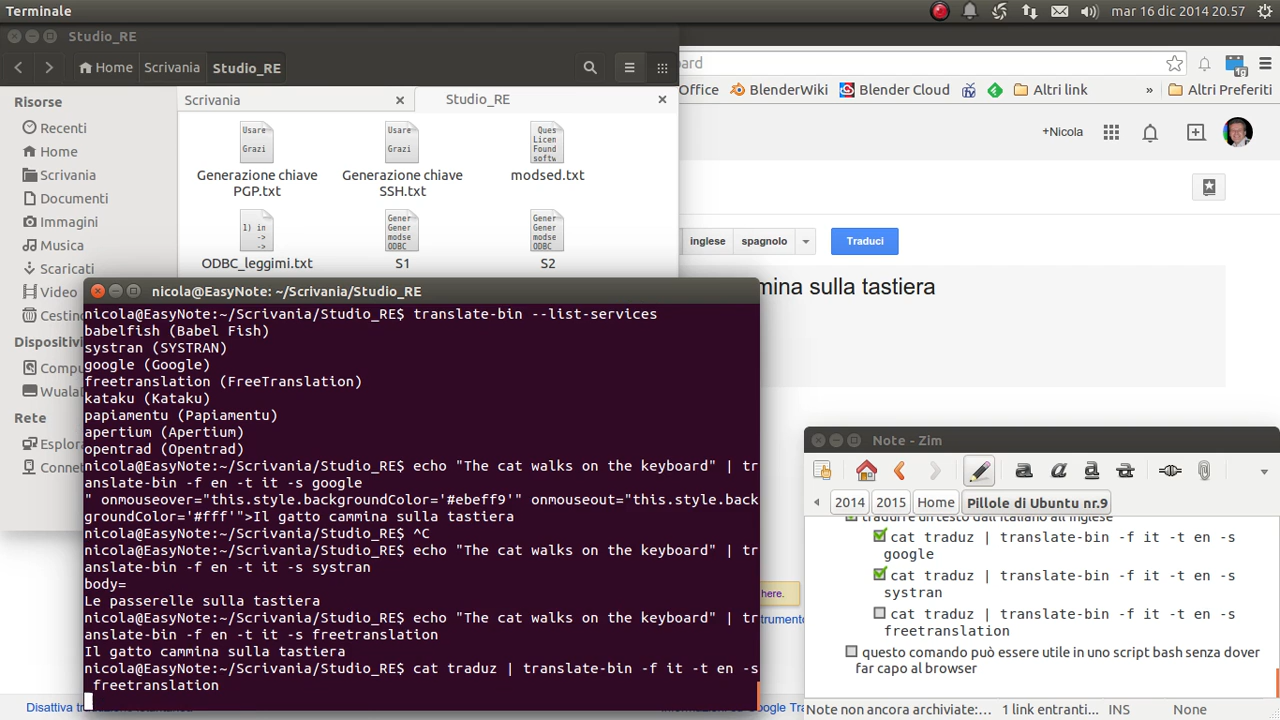 Terminale
mar 16 dic 2014 20.57
Studio_RE
Home
Scrivania
Studio_RE
Office
BlenderWiki
Blender Cloud
Altri link
»
Altri Preferiti
Risorse
Recenti
Home
Scrivania
Documenti
Immagini
Musica
Scaricati
Video
Dispositivi
Rete
Scrivania
Studio_RE
Generazione chiave
PGP.txt
Generazione chiave
SSH.txt
modsed.txt
ODBC_leggimi.txt
S1
S2
+Nicola
inglese
spagnolo
Traduci
sulla tastiera
nicola@EasyNote: ~/Scrivania/Studio_RE
nicola@EasyNote:~/Scrivania/Studio_RE$ translate-bin --list-services
babelfish (Babel Fish)
systran (SYSTRAN)
google (Google)
freetranslation (FreeTranslation)
kataku (Kataku)
papiamentu (Papiamentu)
apertium (Apertium)
opentrad (Opentrad)
nicola@EasyNote:~/Scrivania/Studio_RE$ echo "The cat walks on the keyboard" | tr
anslate-bin -f en -t it -s google
" onmouseover="this.style.backgroundColor='#ebeff9'" onmouseout="this.style.back
groundColor='#fff'">Il gatto cammina sulla tastiera
nicola@EasyNote:~/Scrivania/Studio_RE$ ^C
nicola@EasyNote:~/Scrivania/Studio_RE$ echo "The cat walks on the keyboard" | tr
anslate-bin -f en -t it -s systran
body=
Le passerelle sulla tastiera
nicola@EasyNote:~/Scrivania/Studio_RE$ echo "The cat walks on the keyboard" | tr
anslate-bin -f en -t it -s freetranslation
Il gatto cammina sulla tastiera
nicola@EasyNote:~/Scrivania/Studio_RE$ cat traduz | translate-bin -f it -t en -s
freetranslation
Note - Zim
2014
2015
Home
Pillole di Ubuntu nr.9
tradurre un testo dall'italiano all'inglese
cat traduz | translate-bin -f it -t en -s
google
cat traduz | translate-bin -f it -t en -s
systran
cat traduz | translate-bin -f it -t en -s
freetranslation
questo comando può essere utile in uno script bash senza dover
far capo al browser
Note non ancora archiviate:...
1 link entranti...
INS
None
here.
Disattiva